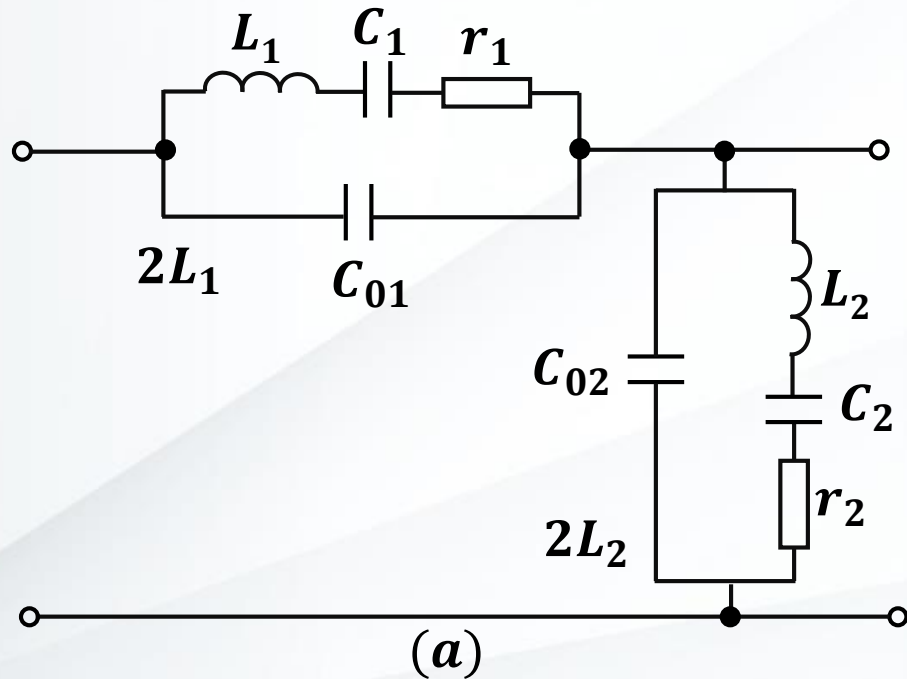 L₁ C₁ r₁
2L₁ C₀₁
L₂
C₀₂ C₂
r₂
2L₂
(a)